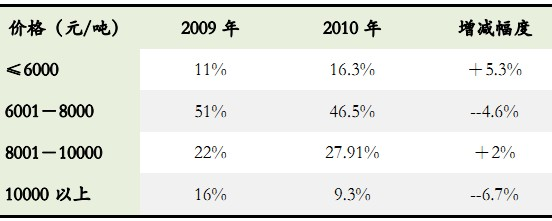 价格（元/吨） 2009 年 2010 年 增减幅度
≤6000 11% 16.3% ＋5.3%
6001－8000 51% 46.5% --4.6%
8001－10000 22% 27.91% ＋2%
10000 以上 16% 9.3% --6.7%